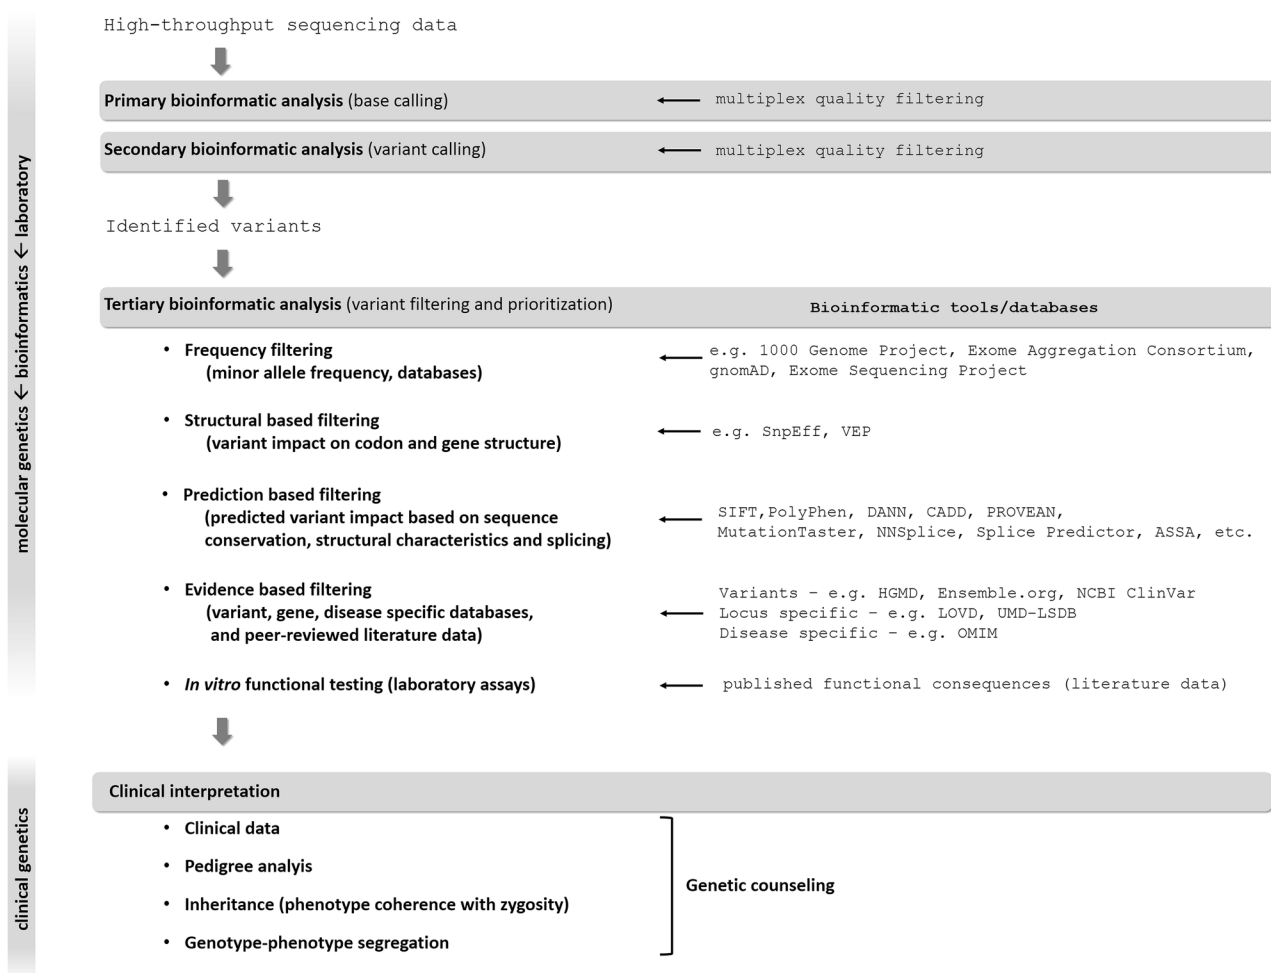 High-throughput sequencing data
Primary bioinformatic analysis (base calling)
multiplex quality filtering
Secondary bioinformatic analysis (variant calling)
multiplex quality filtering
Identified variants
Tertiary bioinformatic analysis (variant filtering and prioritization)
Bioinformatic tools/databases
• Frequency filtering
(minor allele frequency, databases)
e.g. 1000 Genome Project, Exome Aggregation Consortium,
gnomAD, Exome Sequencing Project
• Structural based filtering
(variant impact on codon and gene structure)
e.g. SnpEff, VEP
• Prediction based filtering
(predicted variant impact based on sequence
conservation, structural characteristics and splicing)
SIFT,PolyPhen, DANN, CADD, PROVEAN,
MutationTaster, NNSplice, Splice Predictor, ASSA, etc.
• Evidence based filtering
(variant, gene, disease specific databases,
and peer-reviewed literature data)
Variants – e.g. HGMD, Ensemble.org, NCBI ClinVar
Locus specific – e.g. LOVD, UMD-LSDB
Disease specific – e.g. OMIM
• In vitro functional testing (laboratory assays)
published functional consequences (literature data)
molecular genetics ← bioinformatics ← laboratory
Clinical interpretation
• Clinical data
• Pedigree analyis
• Inheritance (phenotype coherence with zygosity)
• Genotype-phenotype segregation
Genetic counseling
clinical genetics